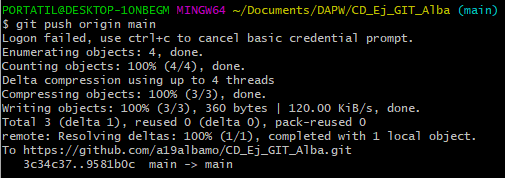 PORTATIL@DESKTOP-1ONBEGM MINGW64 ~/Documents/DAPW/CD_Ej_GIT_Alba (main)
$ git push origin main
Logon failed, use ctrl+c to cancel basic credential prompt.
Enumerating objects: 4, done.
Counting objects: 100% (4/4), done.
Delta compression using up to 4 threads
Compressing objects: 100% (3/3), done.
Writing objects: 100% (3/3), 360 bytes | 120.00 KiB/s, done.
Total 3 (delta 1), reused 0 (delta 0), pack-reused 0
remote: Resolving deltas: 100% (1/1), completed with 1 local object.
To https://github.com/a19albamo/CD_Ej_GIT_Alba.git
   3c34c37..9581b0c  main -> main